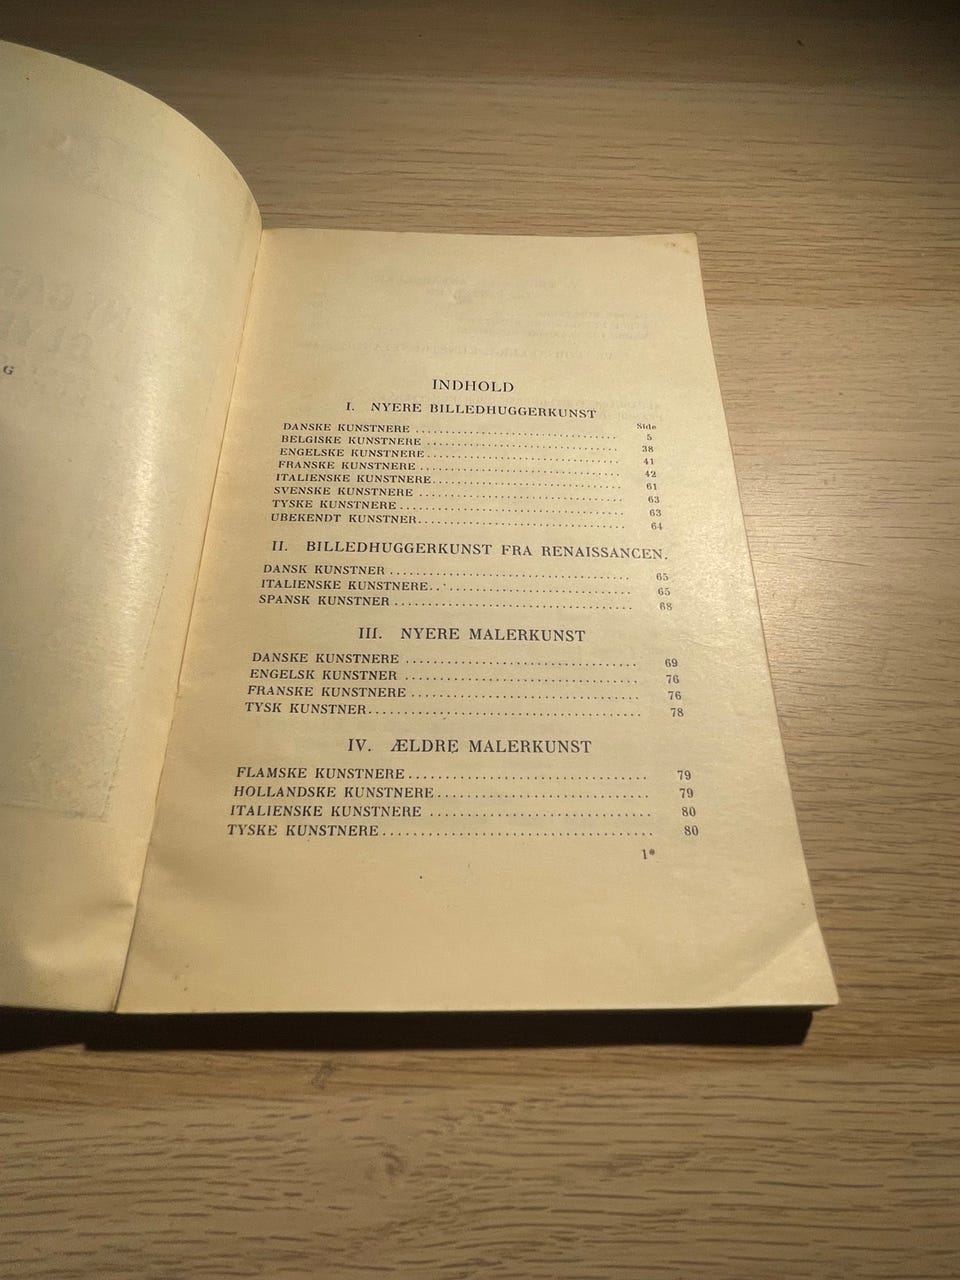 INDHOLD
I. NYERE BILLEDHUGGERKUNST
Side
DANSKE KUNSTNERE ........ 5
BELGISKE KUNSTNERE ........ 38
ENGELSKE KUNSTNERE ........ 41
FRANSKE KUNSTNERE ........ 42
ITALIENSKE KUNSTNERE ........ 61
SVENSKE KUNSTNERE ........ 63
TYSKE KUNSTNERE ........ 63
UBEKENDT KUNSTNER ........ 64
II. BILLEDHUGGERKUNST FRA RENAISSANCEN.
DANSK KUNSTNER ........ 65
ITALIENSKE KUNSTNERE ........ 65
SPANSK KUNSTNER ........ 68
III. NYERE MALERKUNST
DANSKE KUNSTNERE ........ 69
ENGELSK KUNSTNER ........ 76
FRANSKE KUNSTNERE ........ 76
TYSK KUNSTNER ........ 78
IV. ÆLDRE MALERKUNST
FLAMSKE KUNSTNERE ........ 79
HOLLANDSKE KUNSTNERE ........ 79
ITALIENSKE KUNSTNERE ........ 80
TYSKE KUNSTNERE ........ 80
1*